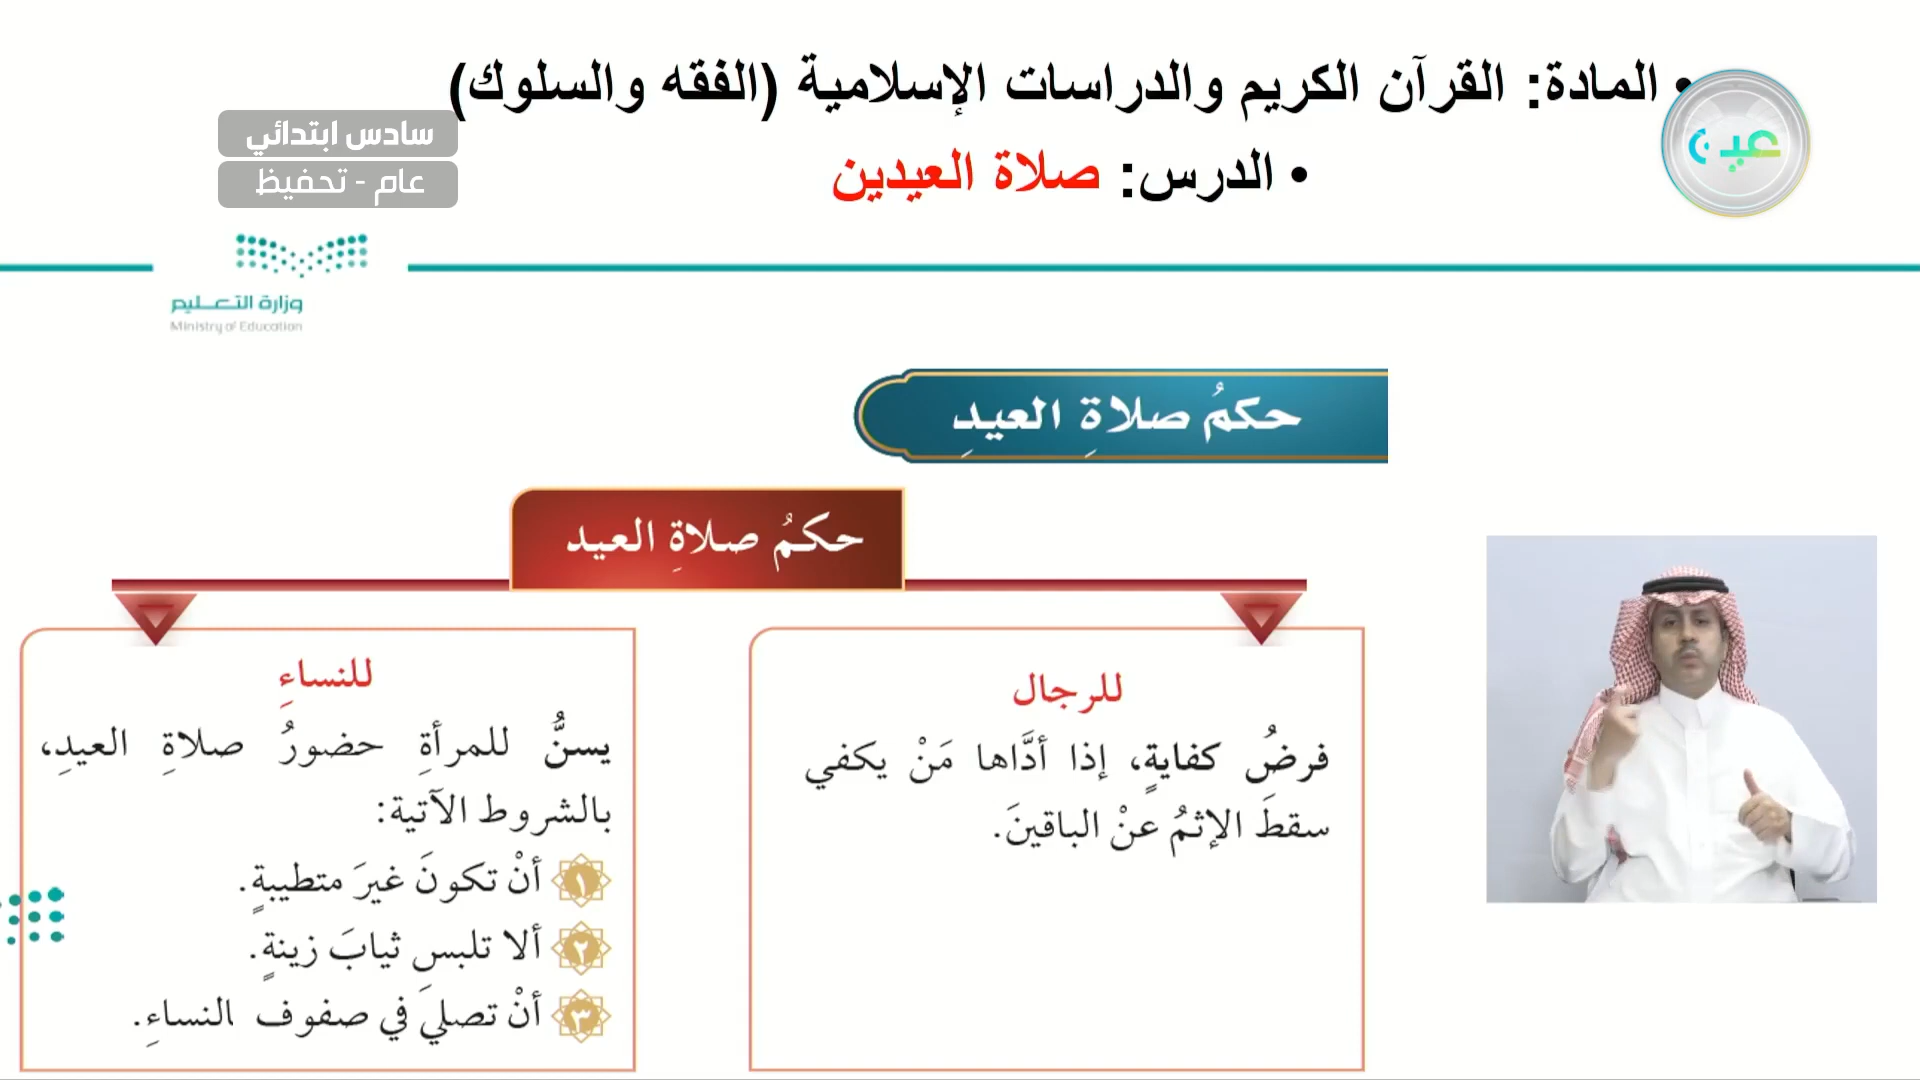 • المادة: القرآن الكريم والدراسات الإسلامية (الفقه والسلوك)
• الدرس: صلاة العيدين
عين
سادس ابتدائي
عام - تحفيظ
وزارة التعليم
Ministry of Education
حكمُ صلاةِ العيدِ
حكمُ صلاةِ العيد
للرجال
فرضُ كفايةٍ، إذا أدَّاها مَنْ يكفي
سقطَ الإثمُ عنْ الباقينَ.
للنساءِ
يسنُّ للمرأةِ حضورُ صلاةِ العيدِ،
بالشروط الآتية:
١ أنْ تكونَ غيرَ متطيبةٍ.
٢ ألا تلبسِ ثيابَ زينةٍ.
٣ أنْ تصليَ في صفوف النساءِ.